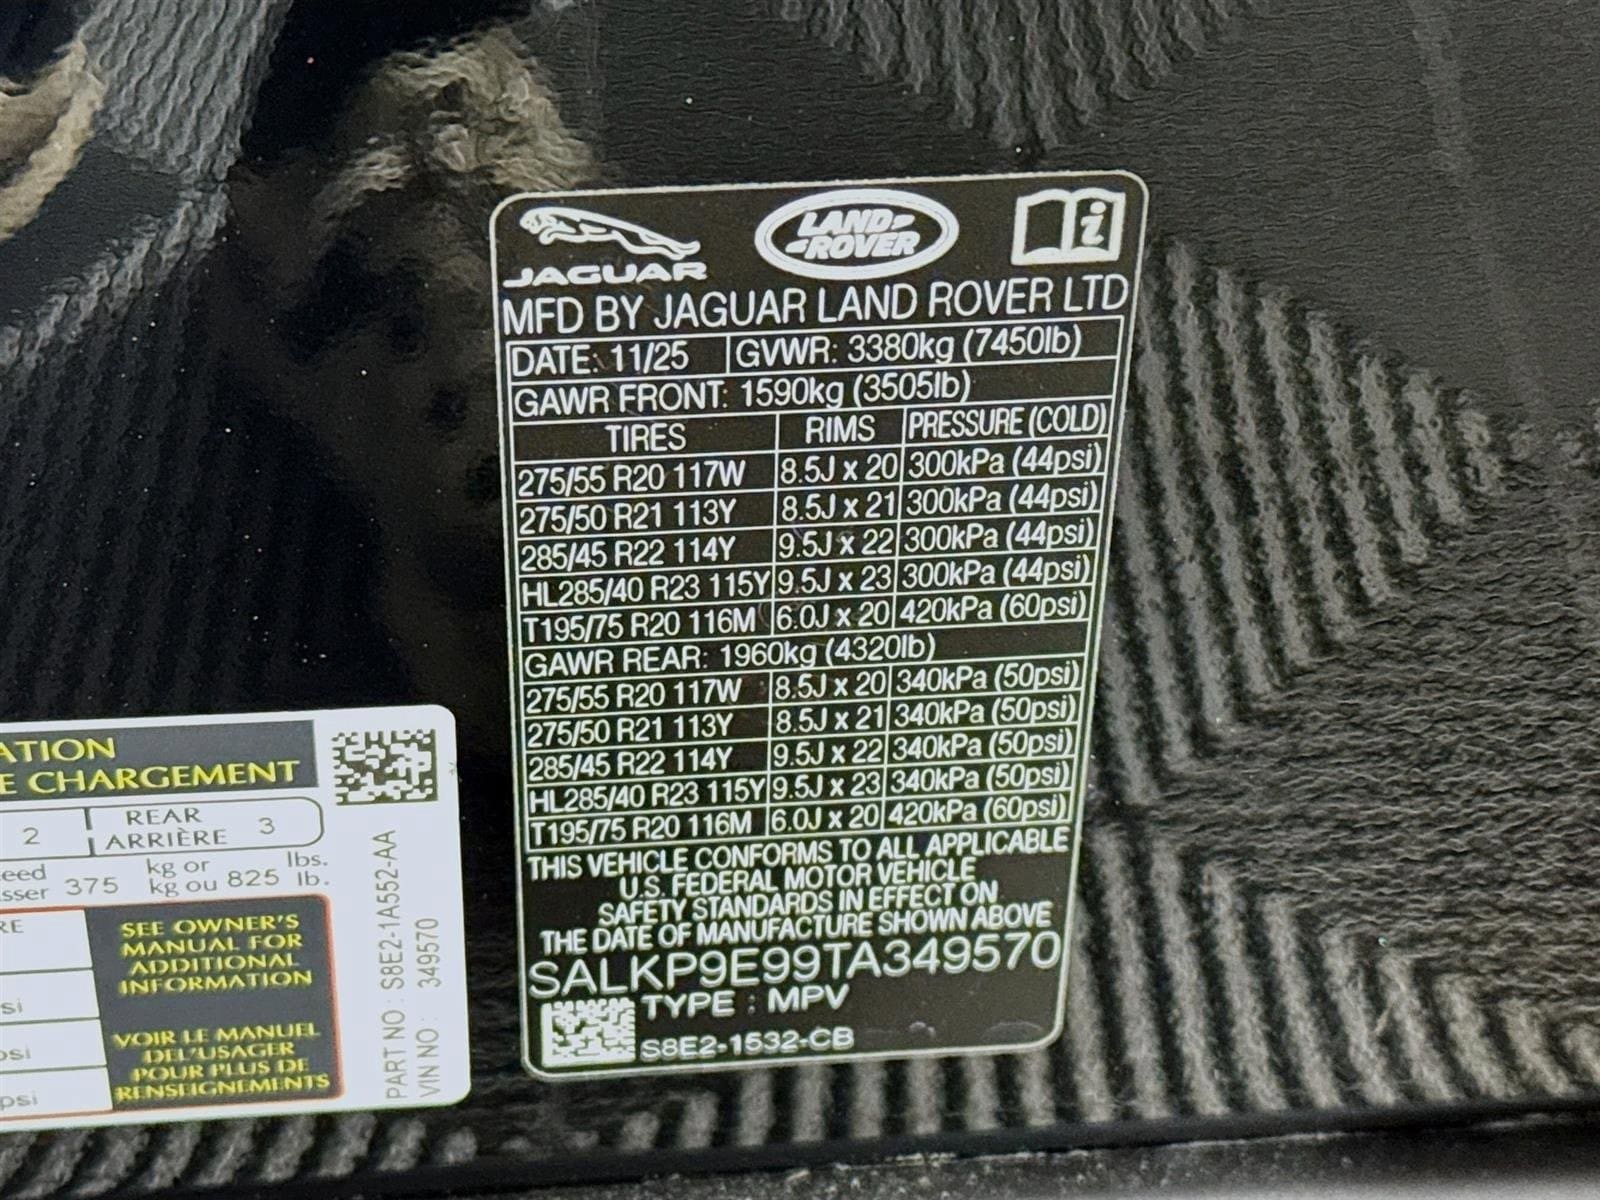 JAGUAR
LAND-
-ROVER
i
MFD BY JAGUAR LAND ROVER LTD
DATE: 11/25 GVWR: 3380kg (7450lb)
GAWR FRONT: 1590kg (3505lb)
TIRES RIMS PRESSURE (COLD)
275/55 R20 117W 8.5J x 20 300kPa (44psi)
275/50 R21 113Y 8.5J x 21 300kPa (44psi)
285/45 R22 114Y 9.5J x 22 300kPa (44psi)
HL285/40 R23 115Y 9.5J x 23 300kPa (44psi)
T195/75 R20 116M 6.0J x 20 420kPa (60psi)
GAWR REAR: 1960kg (4320lb)
275/55 R20 117W 8.5J x 20 340kPa (50psi)
275/50 R21 113Y 8.5J x 21 340kPa (50psi)
285/45 R22 114Y 9.5J x 22 340kPa (50psi)
HL285/40 R23 115Y 9.5J x 23 340kPa (50psi)
T195/75 R20 116M 6.0J x 20 420kPa (60psi)
THIS VEHICLE CONFORMS TO ALL APPLICABLE
U.S. FEDERAL MOTOR VEHICLE
SAFETY STANDARDS IN EFFECT ON
THE DATE OF MANUFACTURE SHOWN ABOVE
SALKP9E99TA349570
TYPE : MPV
S8E2-1532-CB
ATION
E CHARGEMENT
2 REAR
ARRIÈRE 3
eed kg or lbs.
sser 375 kg ou 825 lb.
RE
si
psi
psi
SEE OWNER'S
MANUAL FOR
ADDITIONAL
INFORMATION
VOIR LE MANUEL
DEL'USAGER
POUR PLUS DE
RENSEIGNEMENTS
PART NO : S8E2-1A552-AA
VIN NO : 349570